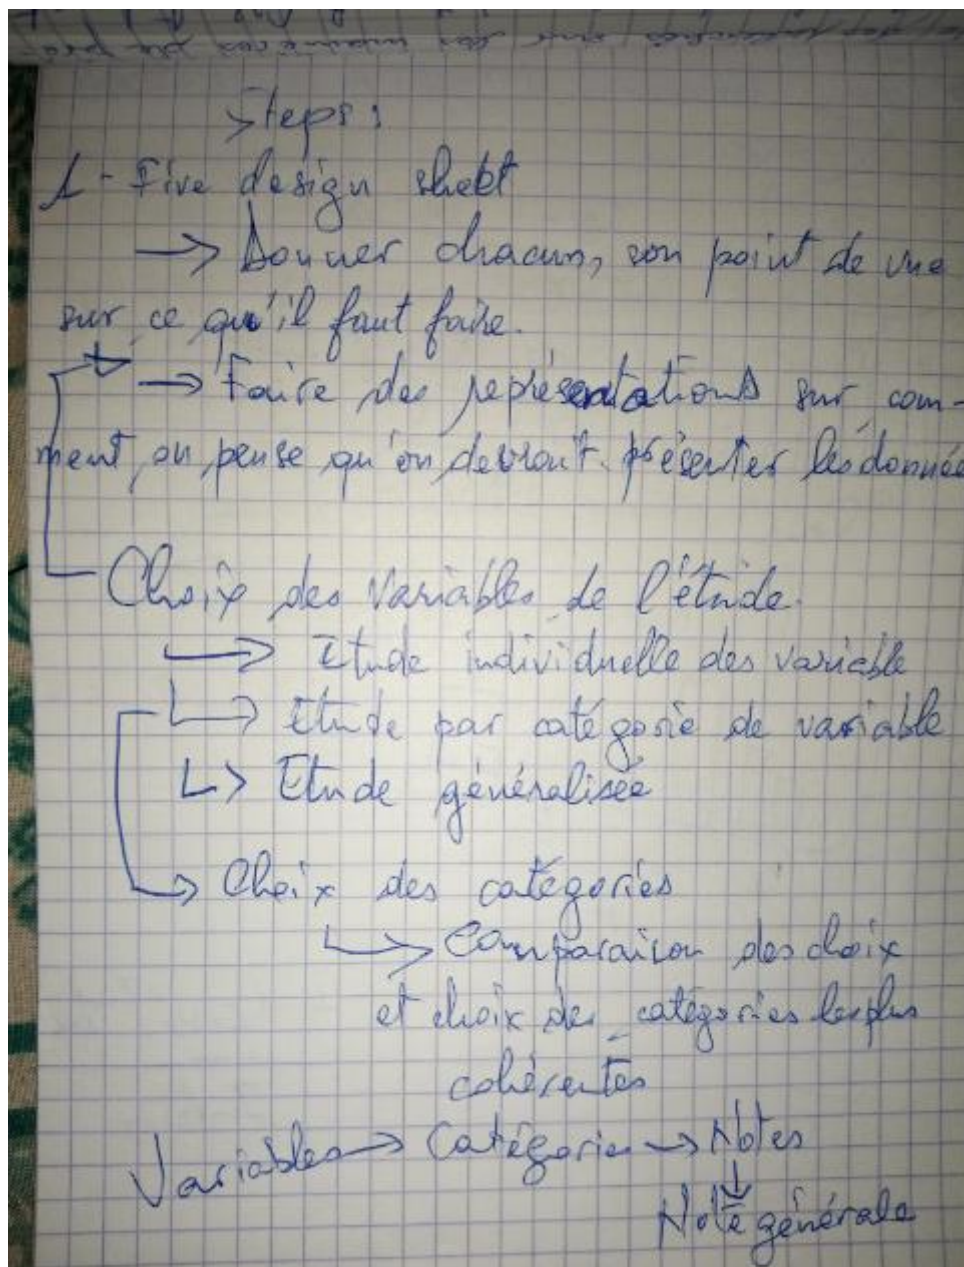 Steps :
1 - Five design sheet
→ Donner chacun, son point de vue
sur ce qu'il faut faire.
→ Faire des représentations sur com-
ment on pense qu'on devrait présenter les donnée
Choix des variables de l'étude.
→ Etude individuelle des variable
→ Etude par catégorie de variable
→ Etude généralisée
→ Choix des catégories
→ Comparaison des choix
et choix des catégories les plus
cohérentes
Variables → Catégories → Notes
↓
Note générale